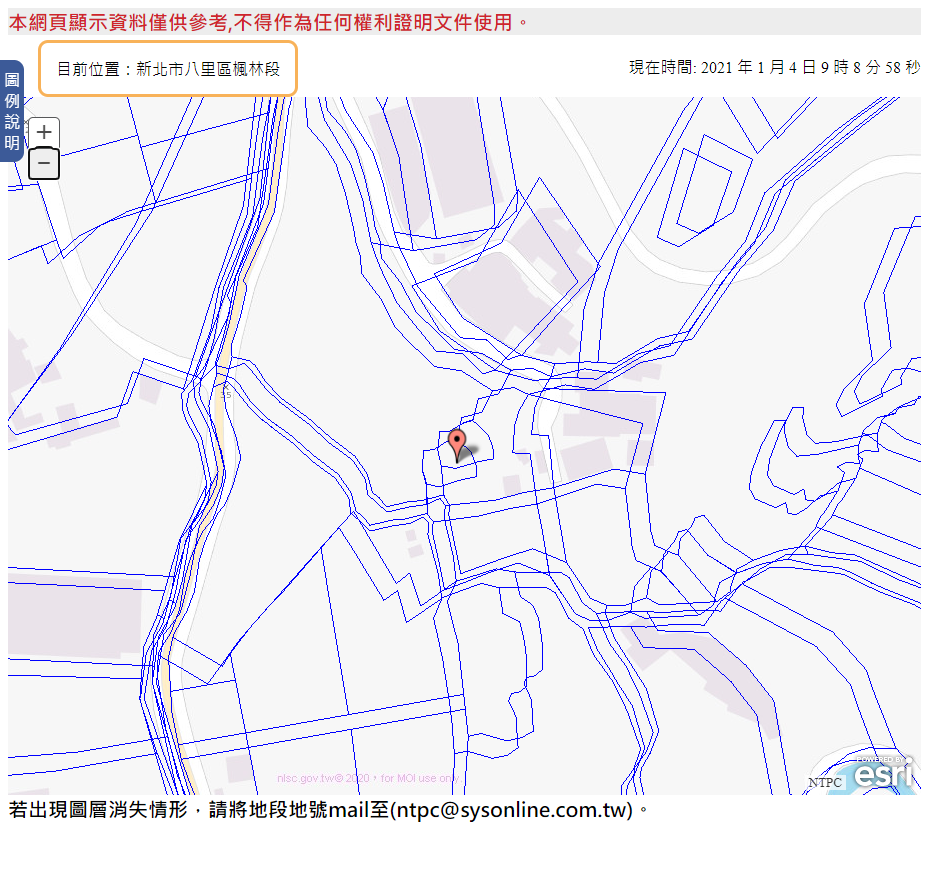 本網頁顯示資料僅供參考,不得作為任何權利證明文件使用。
目前位置：新北市八里區楓林段
現在時間: 2021 年 1 月 4 日 9 時 8 分 58 秒
圖例說明
+
−
35
nlsc.gov.tw© 2020，for MOI use only.
POWERED BY
esri
NTPC
若出現圖層消失情形，請將地段地號mail至(ntpc@sysonline.com.tw)。